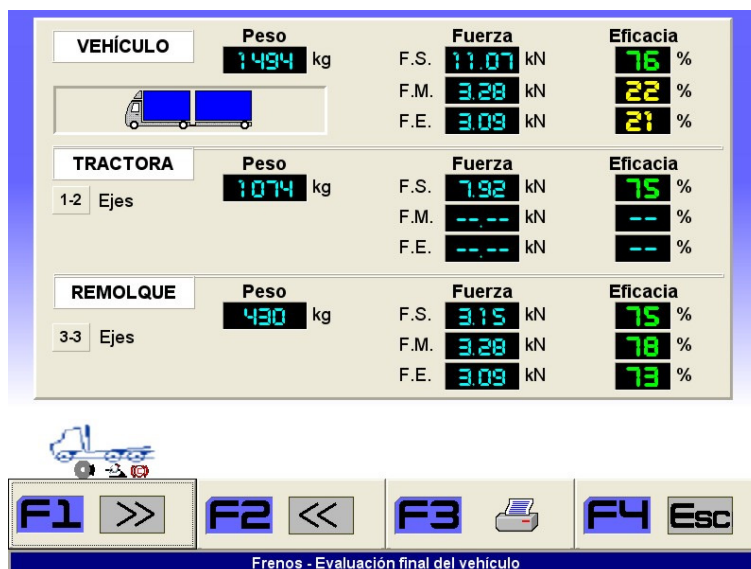 VEHÍCULO Peso Fuerza Eficacia
1494 kg F.S. 11.07 kN 76 %
F.M. 3.28 kN 22 %
F.E. 3.09 kN 21 %
TRACTORA Peso Fuerza Eficacia
1-2 Ejes 1074 kg F.S. 7.92 kN 75 %
F.M. --.-- kN -- %
F.E. --.-- kN -- %
REMOLQUE Peso Fuerza Eficacia
430 kg F.S. 3.15 kN 75 %
3-3 Ejes F.M. 3.28 kN 78 %
F.E. 3.09 kN 73 %
F1 >> F2 << F3 F4 Esc
Frenos - Evaluación final del vehículo